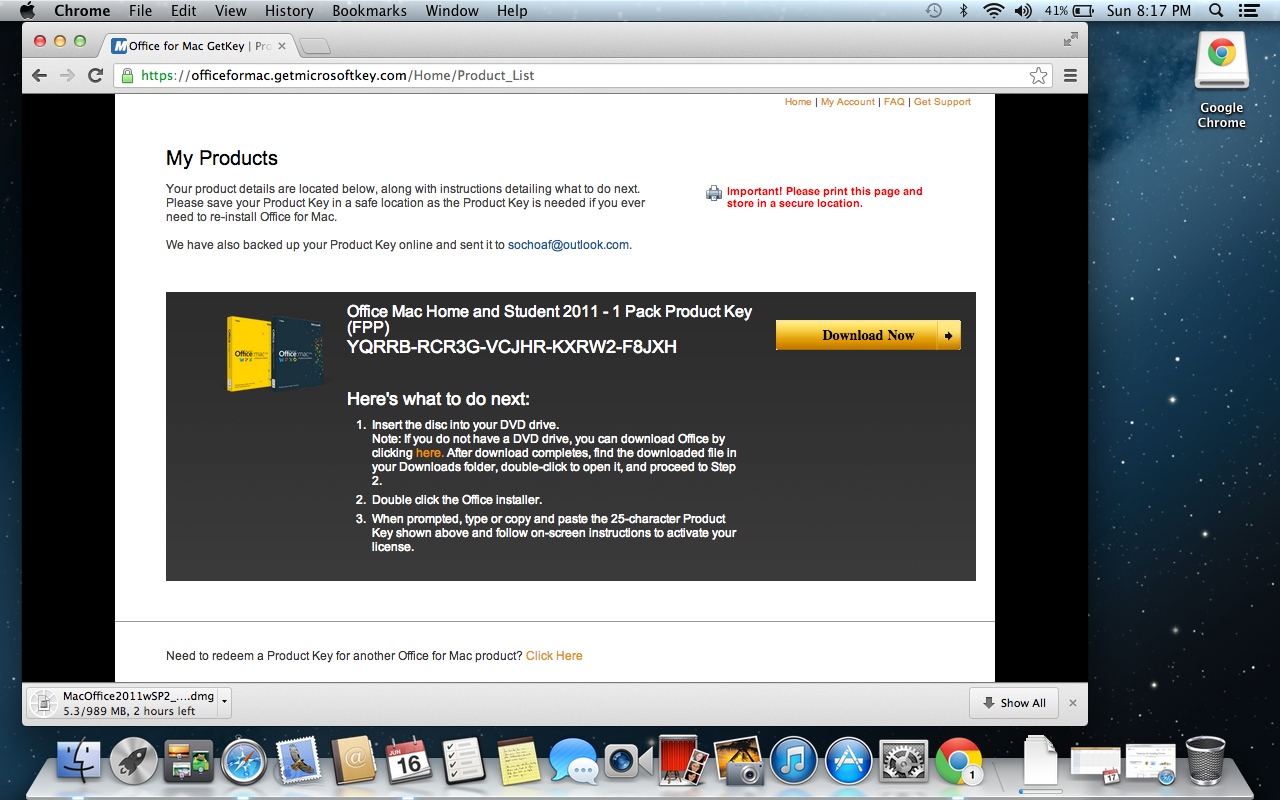 Chrome File Edit View History Bookmarks Window Help 41% Sun 8:17 PM
Office for Mac GetKey | Pro
https://officeformac.getmicrosoftkey.com/Home/Product_List
Google
Chrome
Home | My Account | FAQ | Get Support
My Products
Your product details are located below, along with instructions detailing what to do next.
Please save your Product Key in a safe location as the Product Key is needed if you ever
need to re-install Office for Mac.
Important! Please print this page and
store in a secure location.
We have also backed up your Product Key online and sent it to sochoaf@outlook.com.
Office Mac Home and Student 2011 - 1 Pack Product Key
(FPP)
YQRRB-RCR3G-VCJHR-KXRW2-F8JXH
Download Now
Office:mac
Office:mac
Here's what to do next:
1. Insert the disc into your DVD drive.
Note: If you do not have a DVD drive, you can download Office by
clicking here. After download completes, find the downloaded file in
your Downloads folder, double-click to open it, and proceed to Step
2.
2. Double click the Office installer.
3. When prompted, type or copy and paste the 25-character Product
Key shown above and follow on-screen instructions to activate your
license.
Need to redeem a Product Key for another Office for Mac product? Click Here
MacOffice2011wSP2_....dmg
5.3/989 MB, 2 hours left
Show All
JUN
16
1
17